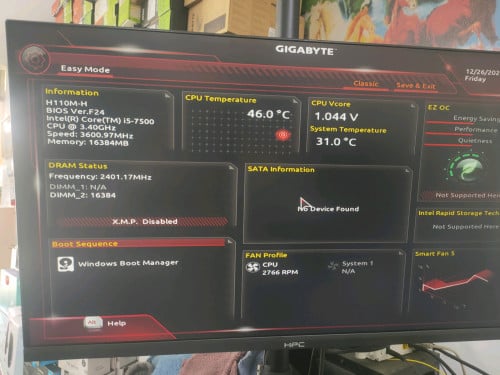 GIGABYTE™
Easy Mode
12/26/202
Friday
Classic Save & Exit
Information
H110M-H
BIOS Ver.F24
Intel(R) Core(TM) i5-7500
CPU @ 3.40GHz
Speed: 3600.97MHz
Memory: 16384MB
CPU Temperature
46.0 °C
CPU Vcore
1.044 V
System Temperature
31.0 °C
EZ OC
Energy Saving
Performance
Quietness
Not Supported Here
DRAM Status
Frequency: 2401.17MHz
DIMM_1: N/A
DIMM_2: 16384
X.M.P. Disabled
SATA Information
No Device Found
Intel Rapid Storage Tech
Not Supported Here
Boot Sequence
Windows Boot Manager
FAN Profile
CPU
2766 RPM
System 1
N/A
Smart Fan 5
Alt Help
HPC